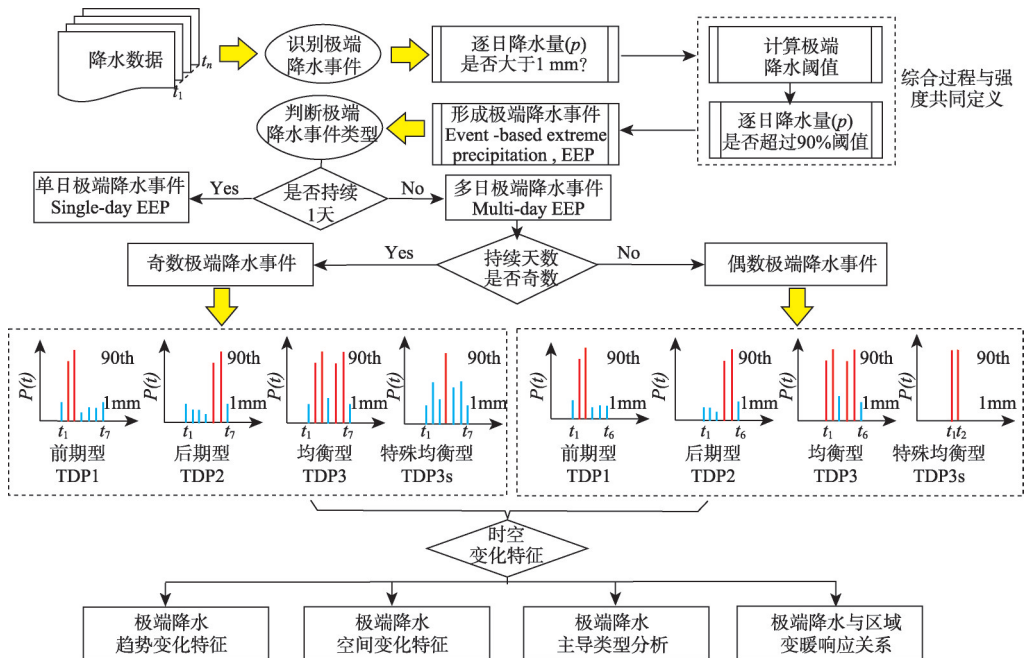 降水数据
t1
tn
识别极端
降水事件
逐日降水量(p)
是否大于1 mm?
计算极端
降水阈值
逐日降水量(p)
是否超过90%阈值
综合过程与强
度共同定义
判断极端
降水事件类型
形成极端降水事件
Event -based extreme
precipitation , EEP
单日极端降水事件
Single-day EEP
Yes
是否持续
1天
No
多日极端降水事件
Multi-day EEP
奇数极端降水事件
Yes
持续天数
是否奇数
No
偶数极端降水事件
P(t)
90th
1mm
t1
t7
前期型
TDP1
P(t)
90th
1mm
t1
t7
后期型
TDP2
P(t)
90th
1mm
t1
t7
均衡型
TDP3
P(t)
90th
1mm
t1
t7
特殊均衡型
TDP3s
P(t)
90th
1mm
t1
t6
前期型
TDP1
P(t)
90th
1mm
t1
t6
后期型
TDP2
P(t)
90th
1mm
t1
t6
均衡型
TDP3
P(t)
90th
1mm
t1t2
特殊均衡型
TDP3s
时空
变化特征
极端降水
趋势变化特征
极端降水
空间变化特征
极端降水
主导类型分析
极端降水与区域
变暖响应关系